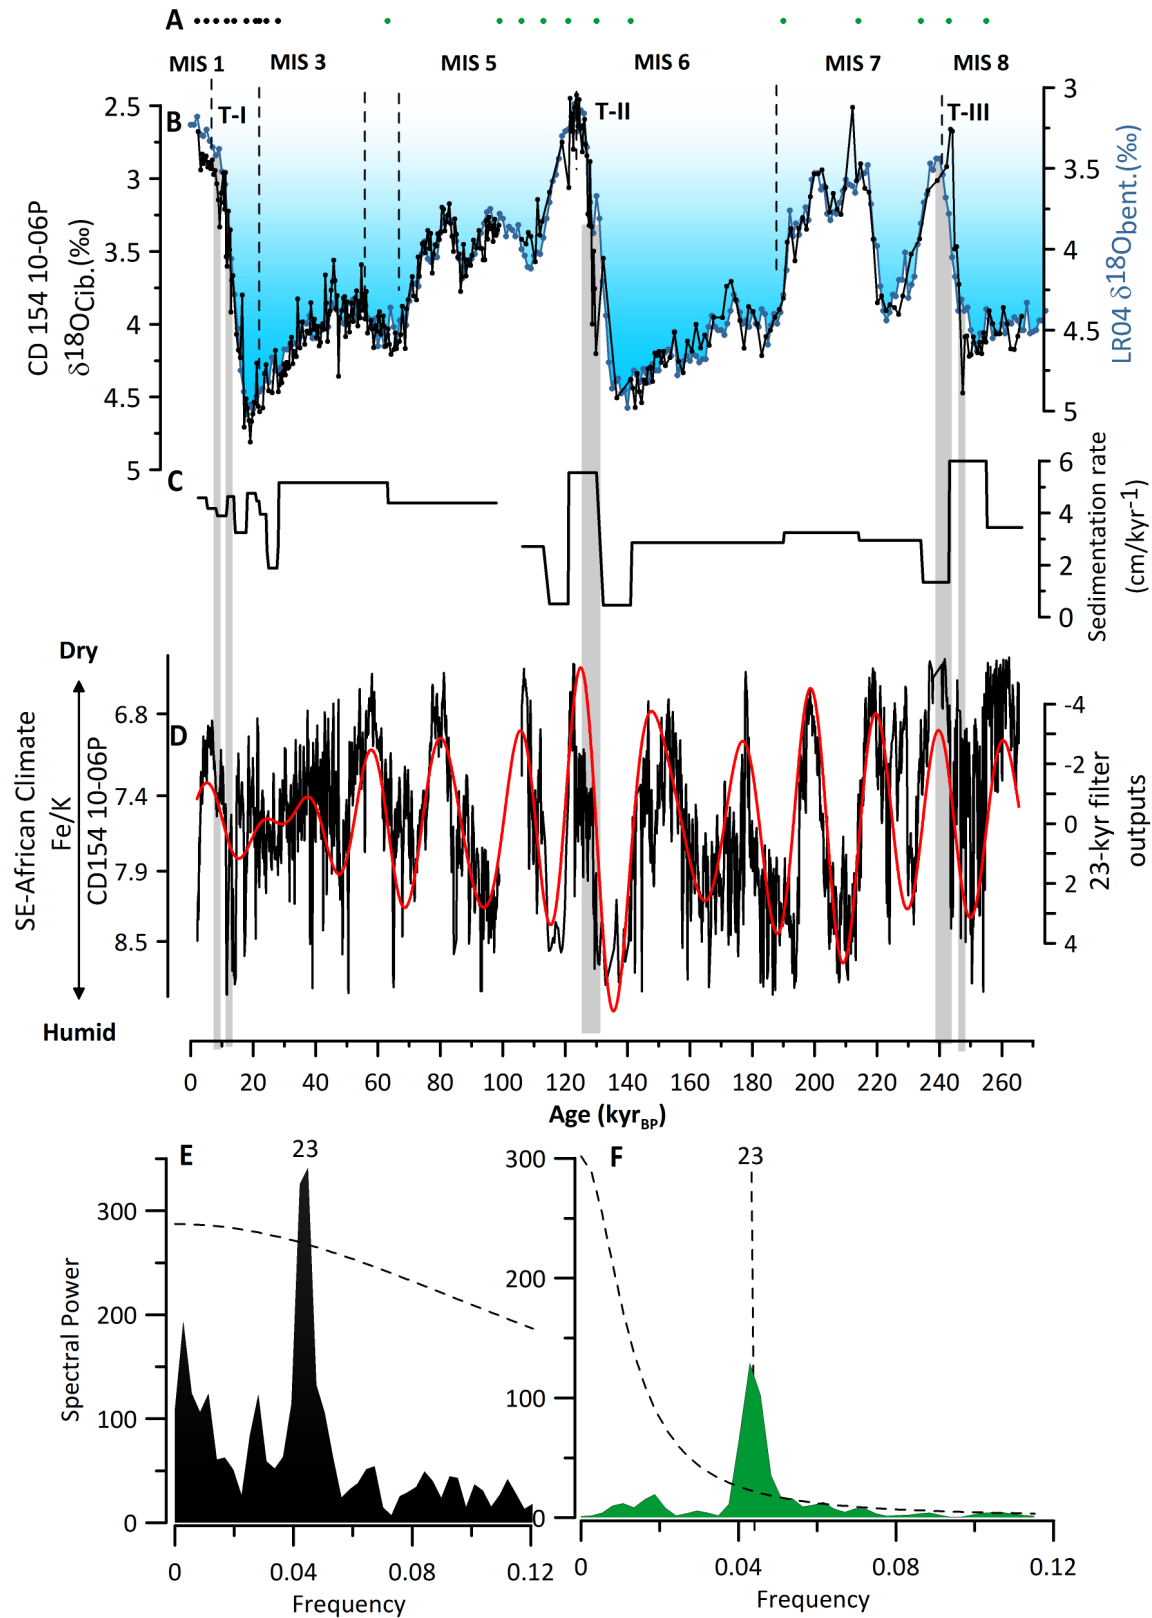 A
MIS 1 MIS 3 MIS 5 MIS 6 MIS 7 MIS 8
B T-I T-II T-III
CD 154 10-06P
δ18OCib.(‰)
2.5
3
3.5
4
4.5
5
3
3.5
4
4.5
5
LR04 δ18Obent.(‰)
C
6
4
2
0
Sedimentation rate
(cm/kyr-1)
Dry
D
SE-African Climate
Fe/K
CD154 10-06P
6.8
7.4
7.9
8.5
Humid
-4
-2
0
2
4
23-kyr filter
outputs
0 20 40 60 80 100 120 140 160 180 200 220 240 260
Age (kyrBP)
E 23
Spectral Power
300
200
100
0
0 0.04 0.08 0.12
Frequency
F 23
300
200
100
0
0 0.04 0.08 0.12
Frequency